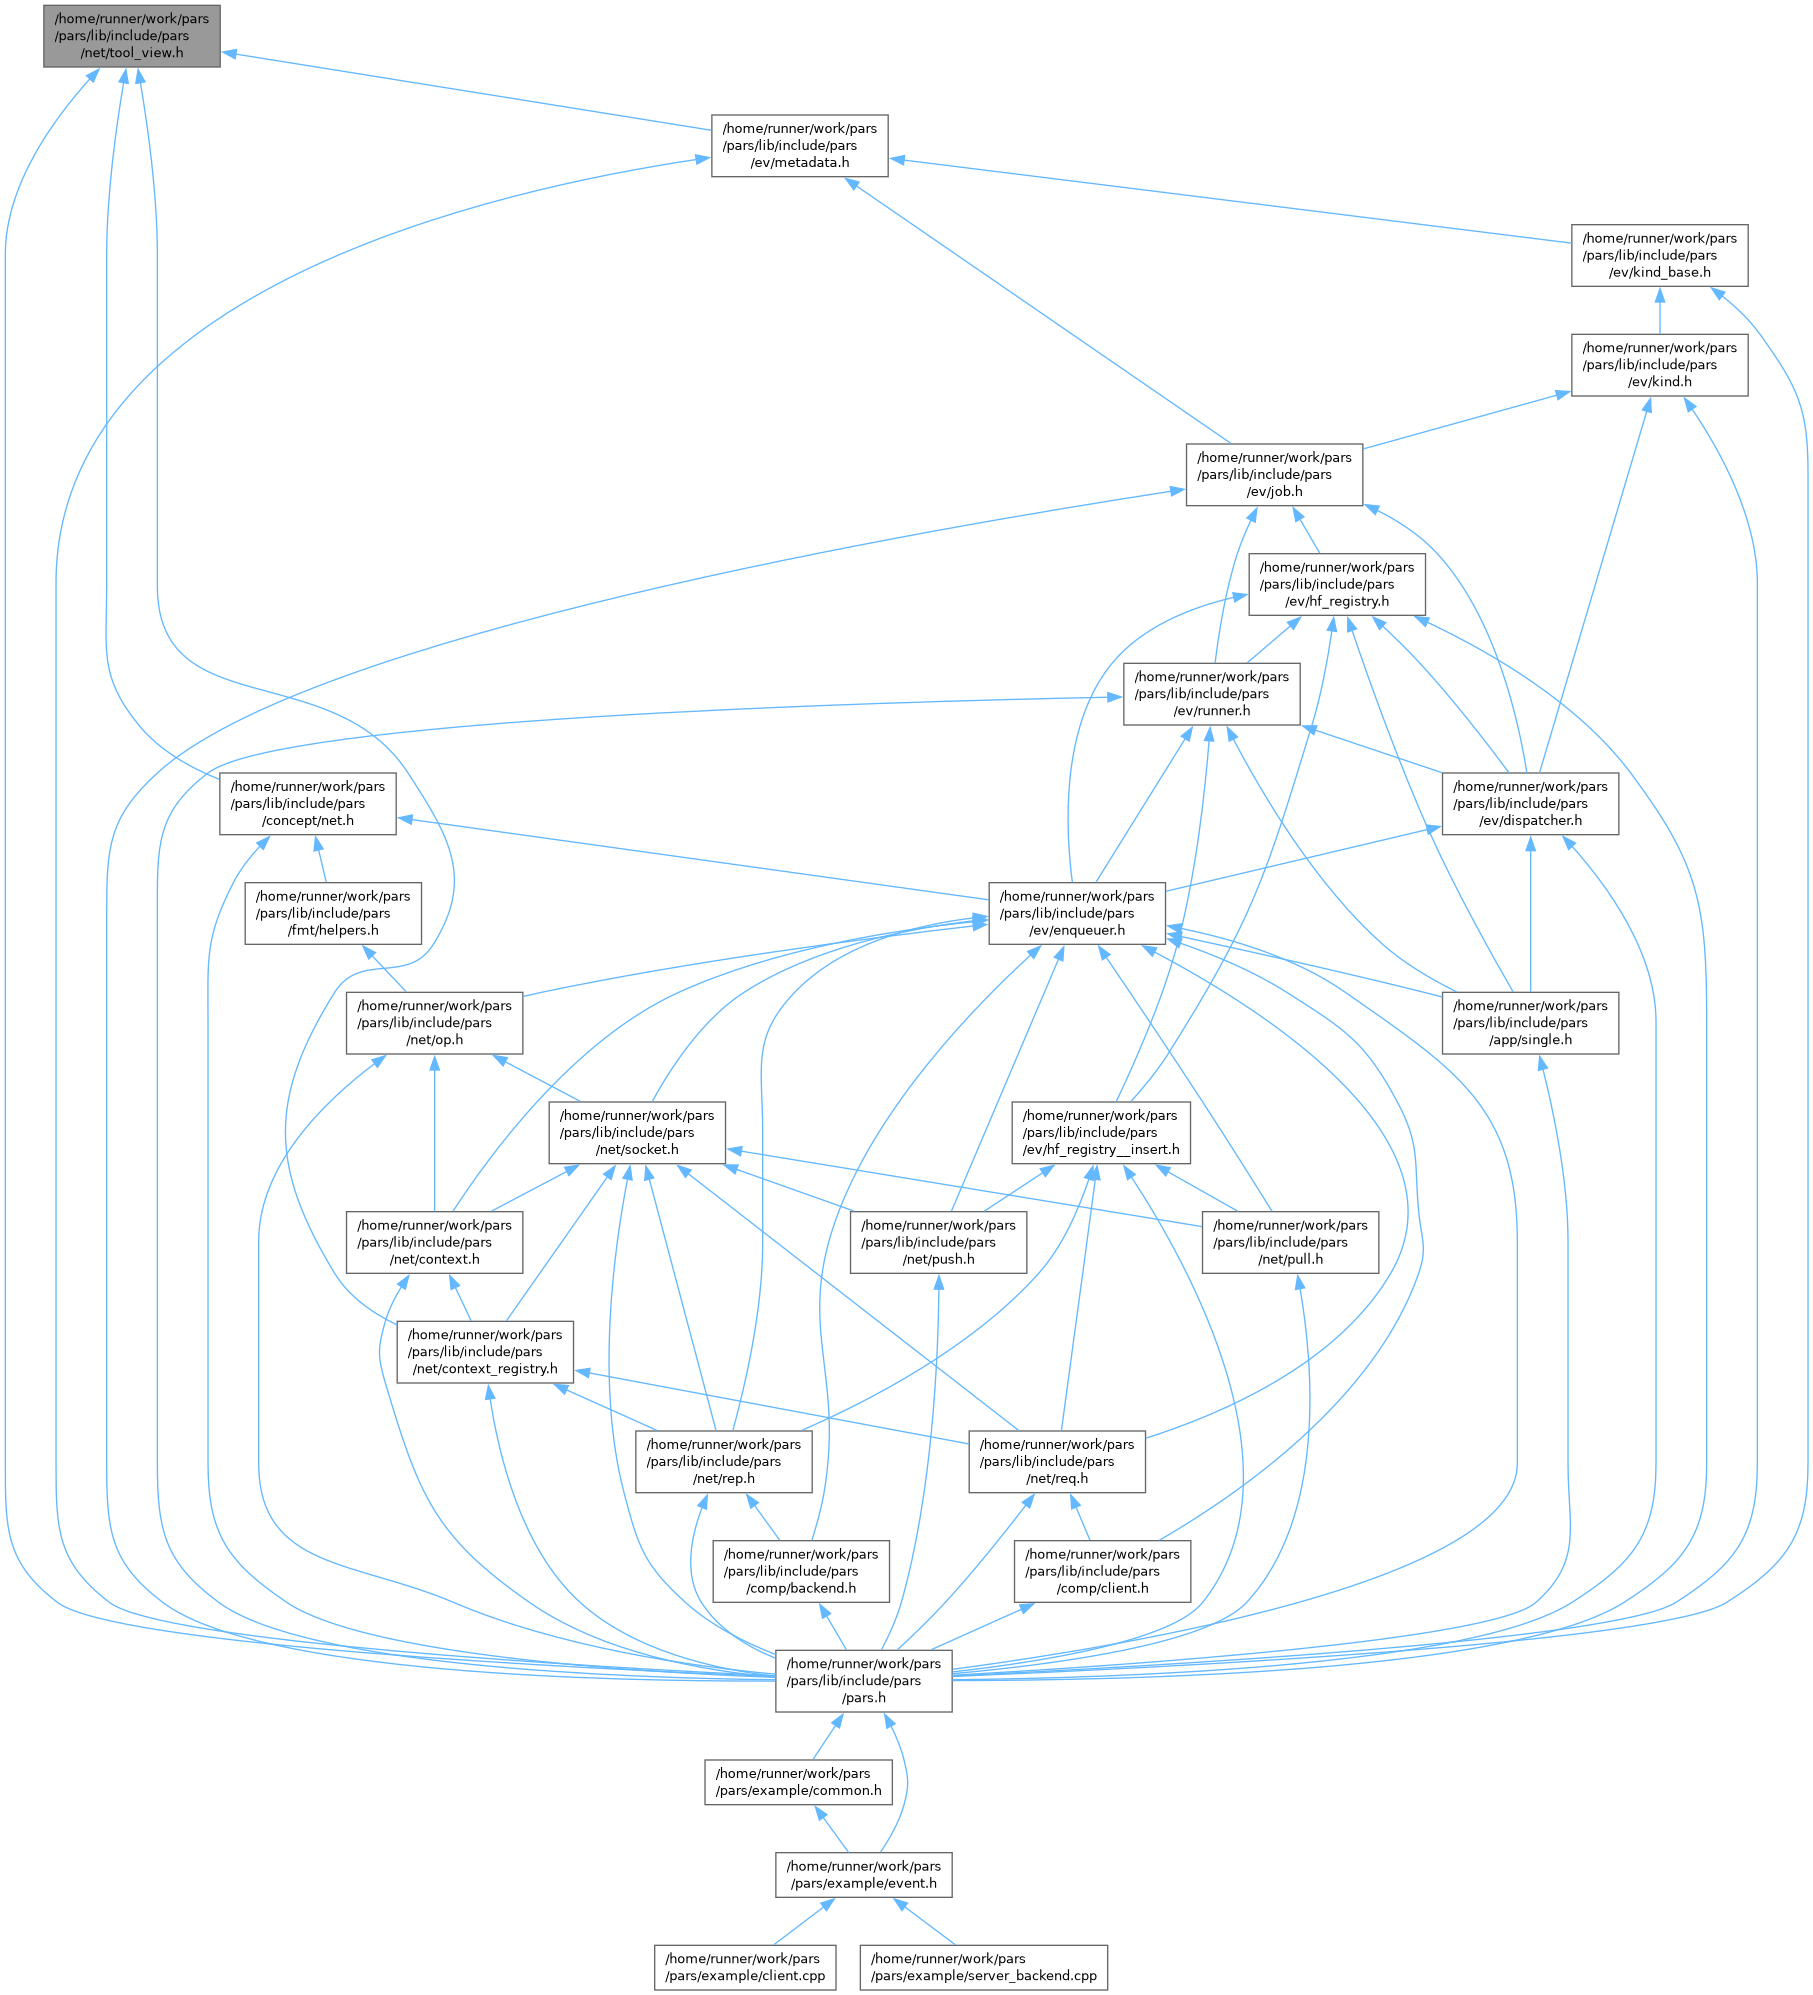 /home/runner/work/pars
/pars/lib/include/pars
/net/tool_view.h
/home/runner/work/pars
/pars/lib/include/pars
/ev/metadata.h
/home/runner/work/pars
/pars/lib/include/pars
/ev/kind_base.h
/home/runner/work/pars
/pars/lib/include/pars
/ev/kind.h
/home/runner/work/pars
/pars/lib/include/pars
/ev/job.h
/home/runner/work/pars
/pars/lib/include/pars
/ev/hf_registry.h
/home/runner/work/pars
/pars/lib/include/pars
/ev/runner.h
/home/runner/work/pars
/pars/lib/include/pars
/concept/net.h
/home/runner/work/pars
/pars/lib/include/pars
/ev/dispatcher.h
/home/runner/work/pars
/pars/lib/include/pars
/fmt/helpers.h
/home/runner/work/pars
/pars/lib/include/pars
/ev/enqueuer.h
/home/runner/work/pars
/pars/lib/include/pars
/net/op.h
/home/runner/work/pars
/pars/lib/include/pars
/app/single.h
/home/runner/work/pars
/pars/lib/include/pars
/net/socket.h
/home/runner/work/pars
/pars/lib/include/pars
/ev/hf_registry__insert.h
/home/runner/work/pars
/pars/lib/include/pars
/net/context.h
/home/runner/work/pars
/pars/lib/include/pars
/net/push.h
/home/runner/work/pars
/pars/lib/include/pars
/net/pull.h
/home/runner/work/pars
/pars/lib/include/pars
/net/context_registry.h
/home/runner/work/pars
/pars/lib/include/pars
/net/rep.h
/home/runner/work/pars
/pars/lib/include/pars
/net/req.h
/home/runner/work/pars
/pars/lib/include/pars
/comp/backend.h
/home/runner/work/pars
/pars/lib/include/pars
/comp/client.h
/home/runner/work/pars
/pars/lib/include/pars
/pars.h
/home/runner/work/pars
/pars/example/common.h
/home/runner/work/pars
/pars/example/event.h
/home/runner/work/pars
/pars/example/client.cpp
/home/runner/work/pars
/pars/example/server_backend.cpp